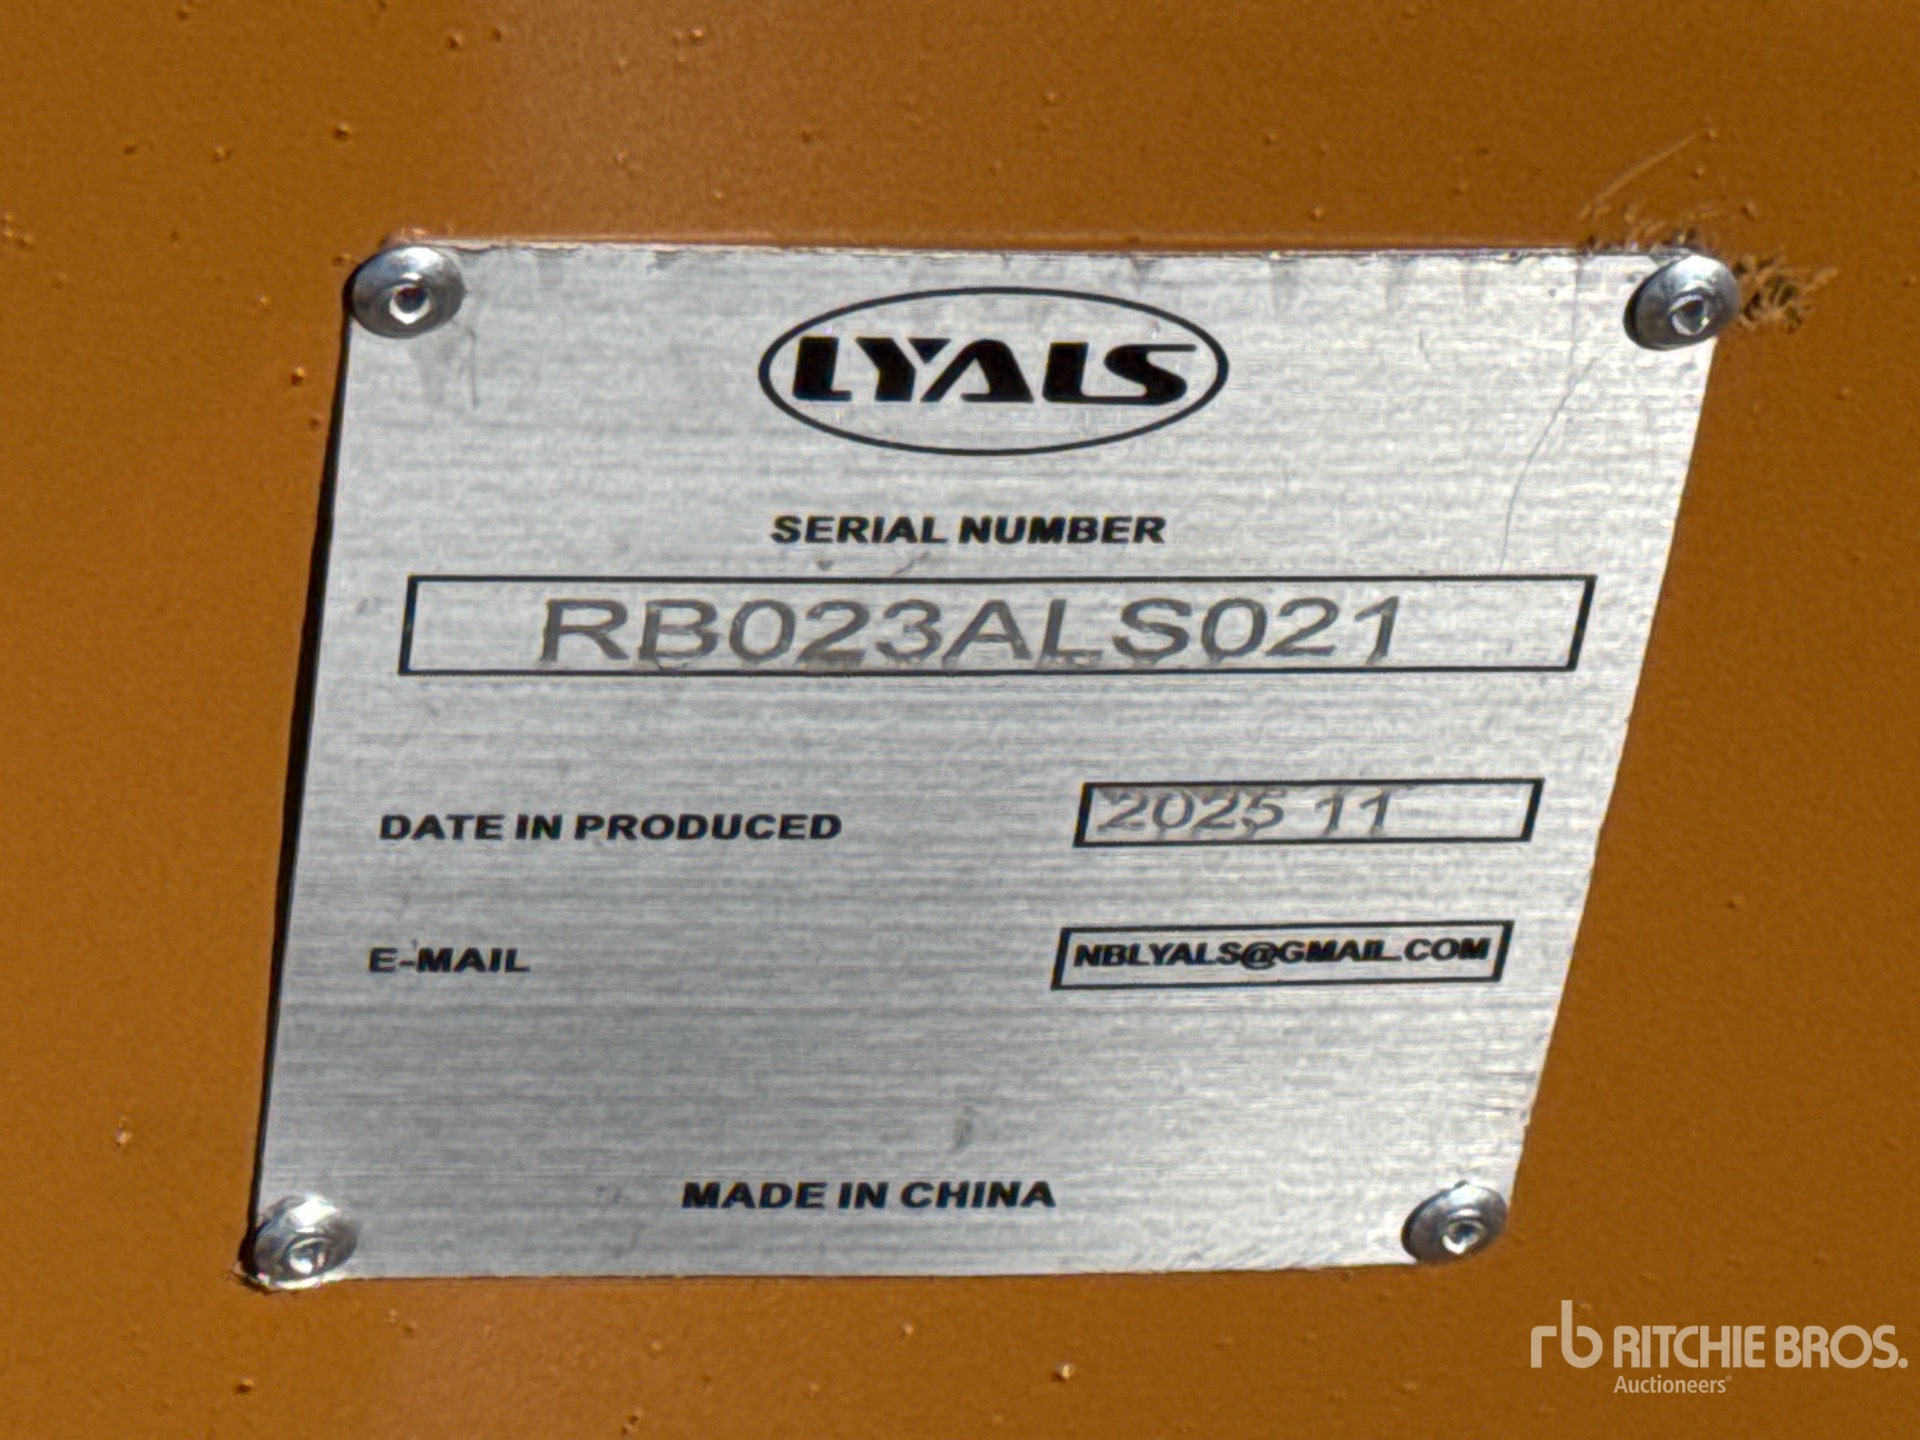 LYALS
SERIAL NUMBER
RB023ALS021
DATE IN PRODUCED
2025 11
E-MAIL
NBLYALS@GMAIL.COM
MADE IN CHINA
rb RITCHIE BROS.
Auctioneers